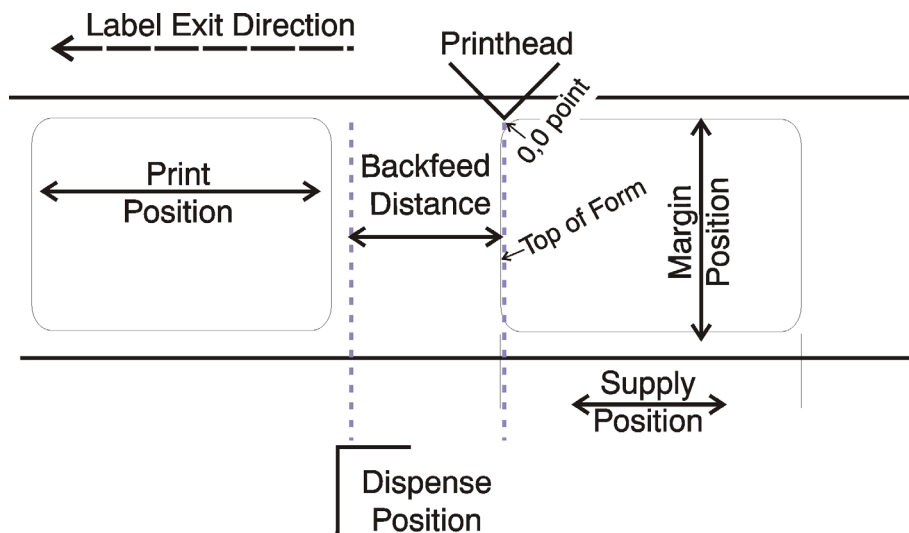 Label Exit Direction
Printhead
0,0 point
Print
Position
Backfeed
Distance
Top of Form
Margin
Position
Supply
Position
Dispense
Position